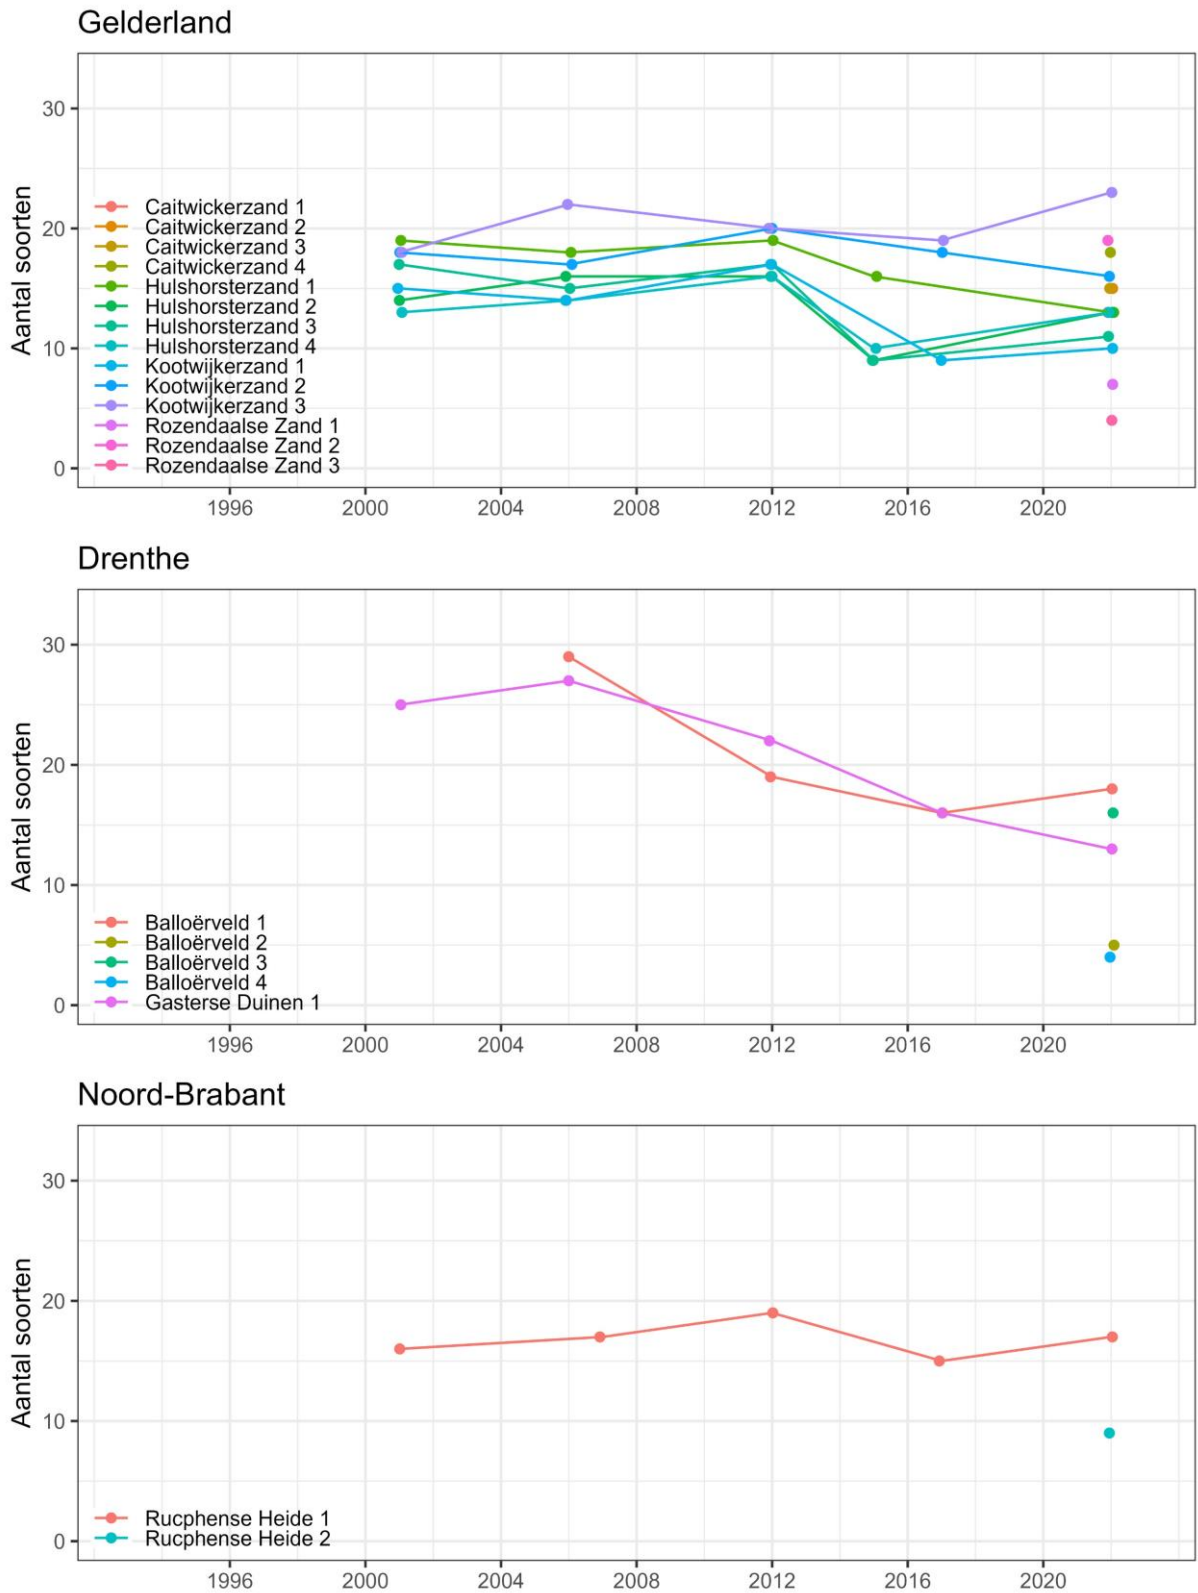 Gelderland
30
20
10
0
Aantal soorten
Caitwickerzand 1
Caitwickerzand 2
Caitwickerzand 3
Caitwickerzand 4
Hulshorsterzand 1
Hulshorsterzand 2
Hulshorsterzand 3
Hulshorsterzand 4
Kootwijkerzand 1
Kootwijkerzand 2
Kootwijkerzand 3
Rozendaalse Zand 1
Rozendaalse Zand 2
Rozendaalse Zand 3
1996 2000 2004 2008 2012 2016 2020
Drenthe
30
20
10
0
Aantal soorten
Balloërveld 1
Balloërveld 2
Balloërveld 3
Balloërveld 4
Gasterse Duinen 1
1996 2000 2004 2008 2012 2016 2020
Noord-Brabant
30
20
10
0
Aantal soorten
Rucphense Heide 1
Rucphense Heide 2
1996 2000 2004 2008 2012 2016 2020